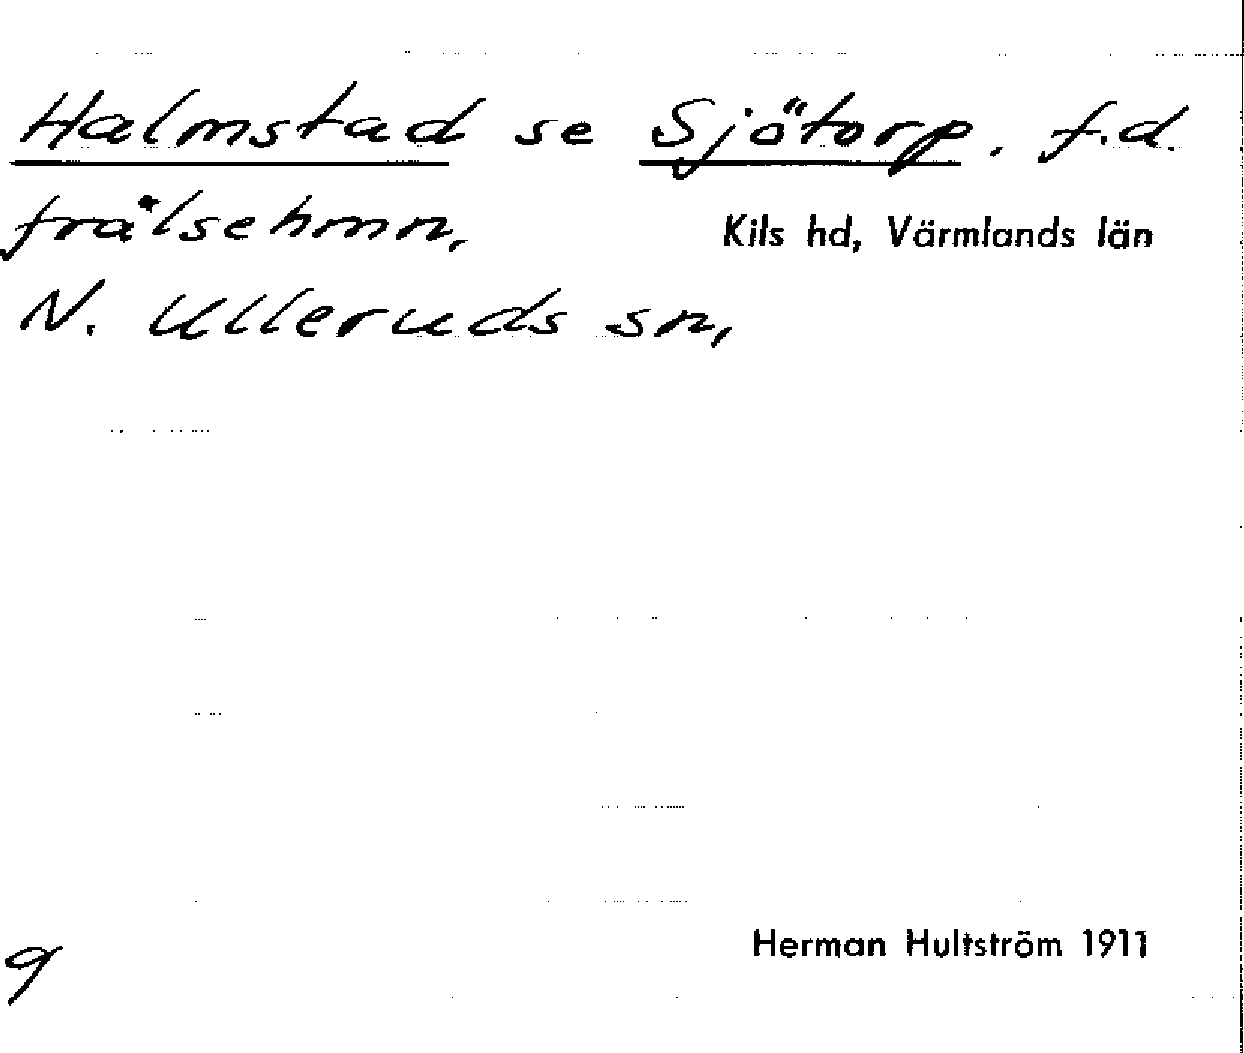 Halmstad se Sjötorp. f.d.
frälsehmn,
Kils hd, Värmlands län
N. Ulleruds sn,
Herman Hultström 1911
9